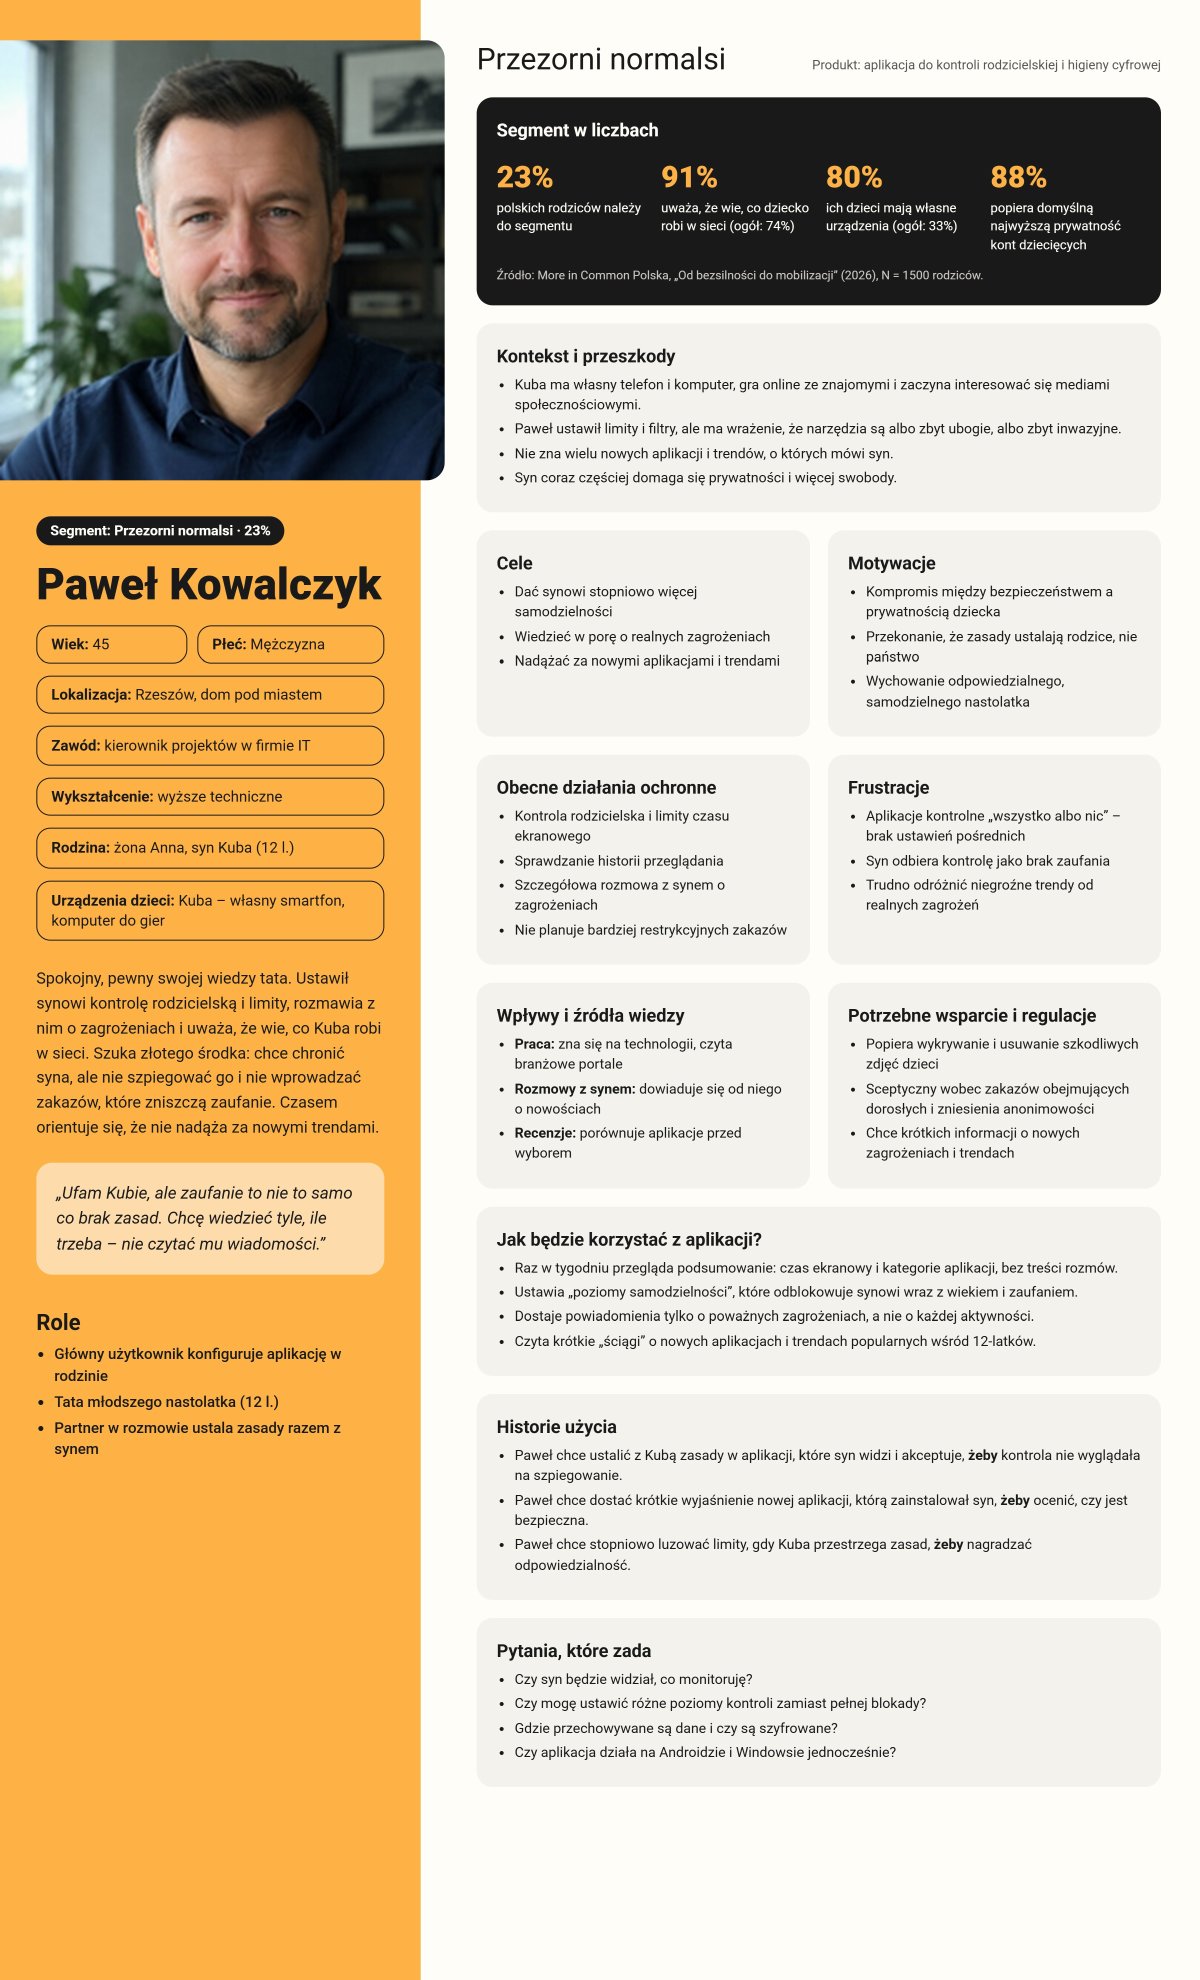 Segment: Przezorni normalsi · 23%
Paweł Kowalczyk
Wiek: 45
Płeć: Mężczyzna
Lokalizacja: Rzeszów, dom pod miastem
Zawód: kierownik projektów w firmie IT
Wykształcenie: wyższe techniczne
Rodzina: żona Anna, syn Kuba (12 l.)
Urządzenia dzieci: Kuba – własny smartfon,
komputer do gier
Spokojny, pewny swojej wiedzy tata. Ustawił
synowi kontrolę rodzicielską i limity, rozmawia z
nim o zagrożeniach i uważa, że wie, co Kuba robi
w sieci. Szuka złotego środka: chce chronić
syna, ale nie szpiegować go i nie wprowadzać
zakazów, które zniszczą zaufanie. Czasem
orientuje się, że nie nadąża za nowymi trendami.
„Ufam Kubie, ale zaufanie to nie to samo
co brak zasad. Chcę wiedzieć tyle, ile
trzeba – nie czytać mu wiadomości.”
Role
• Główny użytkownik konfiguruje aplikację w
rodzinie
• Tata młodszego nastolatka (12 l.)
• Partner w rozmowie ustala zasady razem z
synem
Przezorni normalsi
Produkt: aplikacja do kontroli rodzicielskiej i higieny cyfrowej
Segment w liczbach
23%
polskich rodziców należy
do segmentu
91%
uważa, że wie, co dziecko
robi w sieci (ogół: 74%)
80%
ich dzieci mają własne
urządzenia (ogół: 33%)
88%
popiera domyślną
najwyższą prywatność
kont dziecięcych
Źródło: More in Common Polska, „Od bezsilności do mobilizacji” (2026), N = 1500 rodziców.
Kontekst i przeszkody
• Kuba ma własny telefon i komputer, gra online ze znajomymi i zaczyna interesować się mediami
społecznościowymi.
• Paweł ustawił limity i filtry, ale ma wrażenie, że narzędzia są albo zbyt ubogie, albo zbyt inwazyjne.
• Nie zna wielu nowych aplikacji i trendów, o których mówi syn.
• Syn coraz częściej domaga się prywatności i więcej swobody.
Cele
• Dać synowi stopniowo więcej
samodzielności
• Wiedzieć w porę o realnych zagrożeniach
• Nadążać za nowymi aplikacjami i trendami
Motywacje
• Kompromis między bezpieczeństwem a
prywatnością dziecka
• Przekonanie, że zasady ustalają rodzice, nie
państwo
• Wychowanie odpowiedzialnego,
samodzielnego nastolatka
Obecne działania ochronne
• Kontrola rodzicielska i limity czasu
ekranowego
• Sprawdzanie historii przeglądania
• Szczegółowa rozmowa z synem o
zagrożeniach
• Nie planuje bardziej restrykcyjnych zakazów
Frustracje
• Aplikacje kontrolne „wszystko albo nic” –
brak ustawień pośrednich
• Syn odbiera kontrolę jako brak zaufania
• Trudno odróżnić niegroźne trendy od
realnych zagrożeń
Wpływy i źródła wiedzy
• Praca: zna się na technologii, czyta
branżowe portale
• Rozmowy z synem: dowiaduje się od niego
o nowościach
• Recenzje: porównuje aplikacje przed
wyborem
Potrzebne wsparcie i regulacje
• Popiera wykrywanie i usuwanie szkodliwych
zdjęć dzieci
• Sceptyczny wobec zakazów obejmujących
dorosłych i zniesienia anonimowości
• Chce krótkich informacji o nowych
zagrożeniach i trendach
Jak będzie korzystać z aplikacji?
• Raz w tygodniu przegląda podsumowanie: czas ekranowy i kategorie aplikacji, bez treści rozmów.
• Ustawia „poziomy samodzielności”, które odblokowuje synowi wraz z wiekiem i zaufaniem.
• Dostaje powiadomienia tylko o poważnych zagrożeniach, a nie o każdej aktywności.
• Czyta krótkie „ściągi” o nowych aplikacjach i trendach popularnych wśród 12-latków.
Historie użycia
• Paweł chce ustalić z Kubą zasady w aplikacji, które syn widzi i akceptuje, żeby kontrola nie wyglądała
na szpiegowanie.
• Paweł chce dostać krótkie wyjaśnienie nowej aplikacji, którą zainstalował syn, żeby ocenić, czy jest
bezpieczna.
• Paweł chce stopniowo luzować limity, gdy Kuba przestrzega zasad, żeby nagradzać
odpowiedzialność.
Pytania, które zada
• Czy syn będzie widział, co monitoruję?
• Czy mogę ustawić różne poziomy kontroli zamiast pełnej blokady?
• Gdzie przechowywane są dane i czy są szyfrowane?
• Czy aplikacja działa na Androidzie i Windowsie jednocześnie?